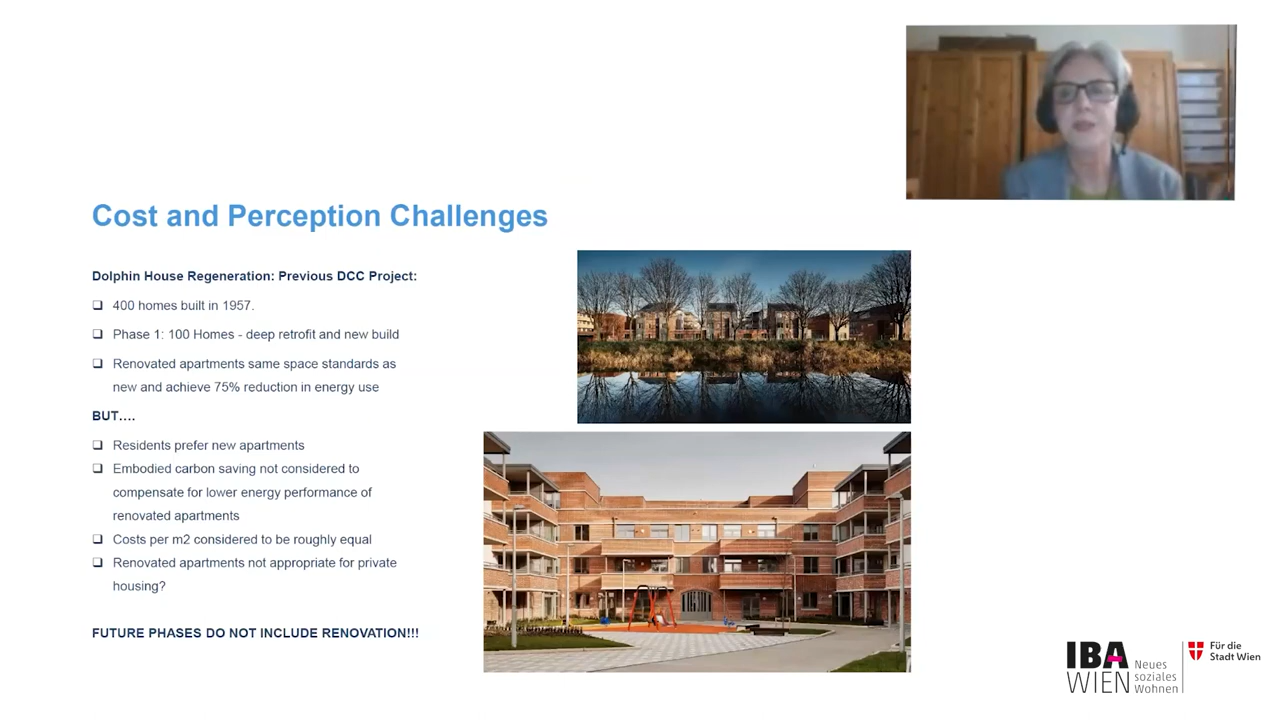 Cost and Perception Challenges
Dolphin House Regeneration: Previous DCC Project:
❑ 400 homes built in 1957.
❑ Phase 1: 100 Homes - deep retrofit and new build
❑ Renovated apartments same space standards as
new and achieve 75% reduction in energy use
BUT….
❑ Residents prefer new apartments
❑ Embodied carbon saving not considered to
compensate for lower energy performance of
renovated apartments
❑ Costs per m2 considered to be roughly equal
❑ Renovated apartments not appropriate for private
housing?
FUTURE PHASES DO NOT INCLUDE RENOVATION!!!
IBA
WIEN
Neues
soziales
Wohnen
Für die
Stadt Wien